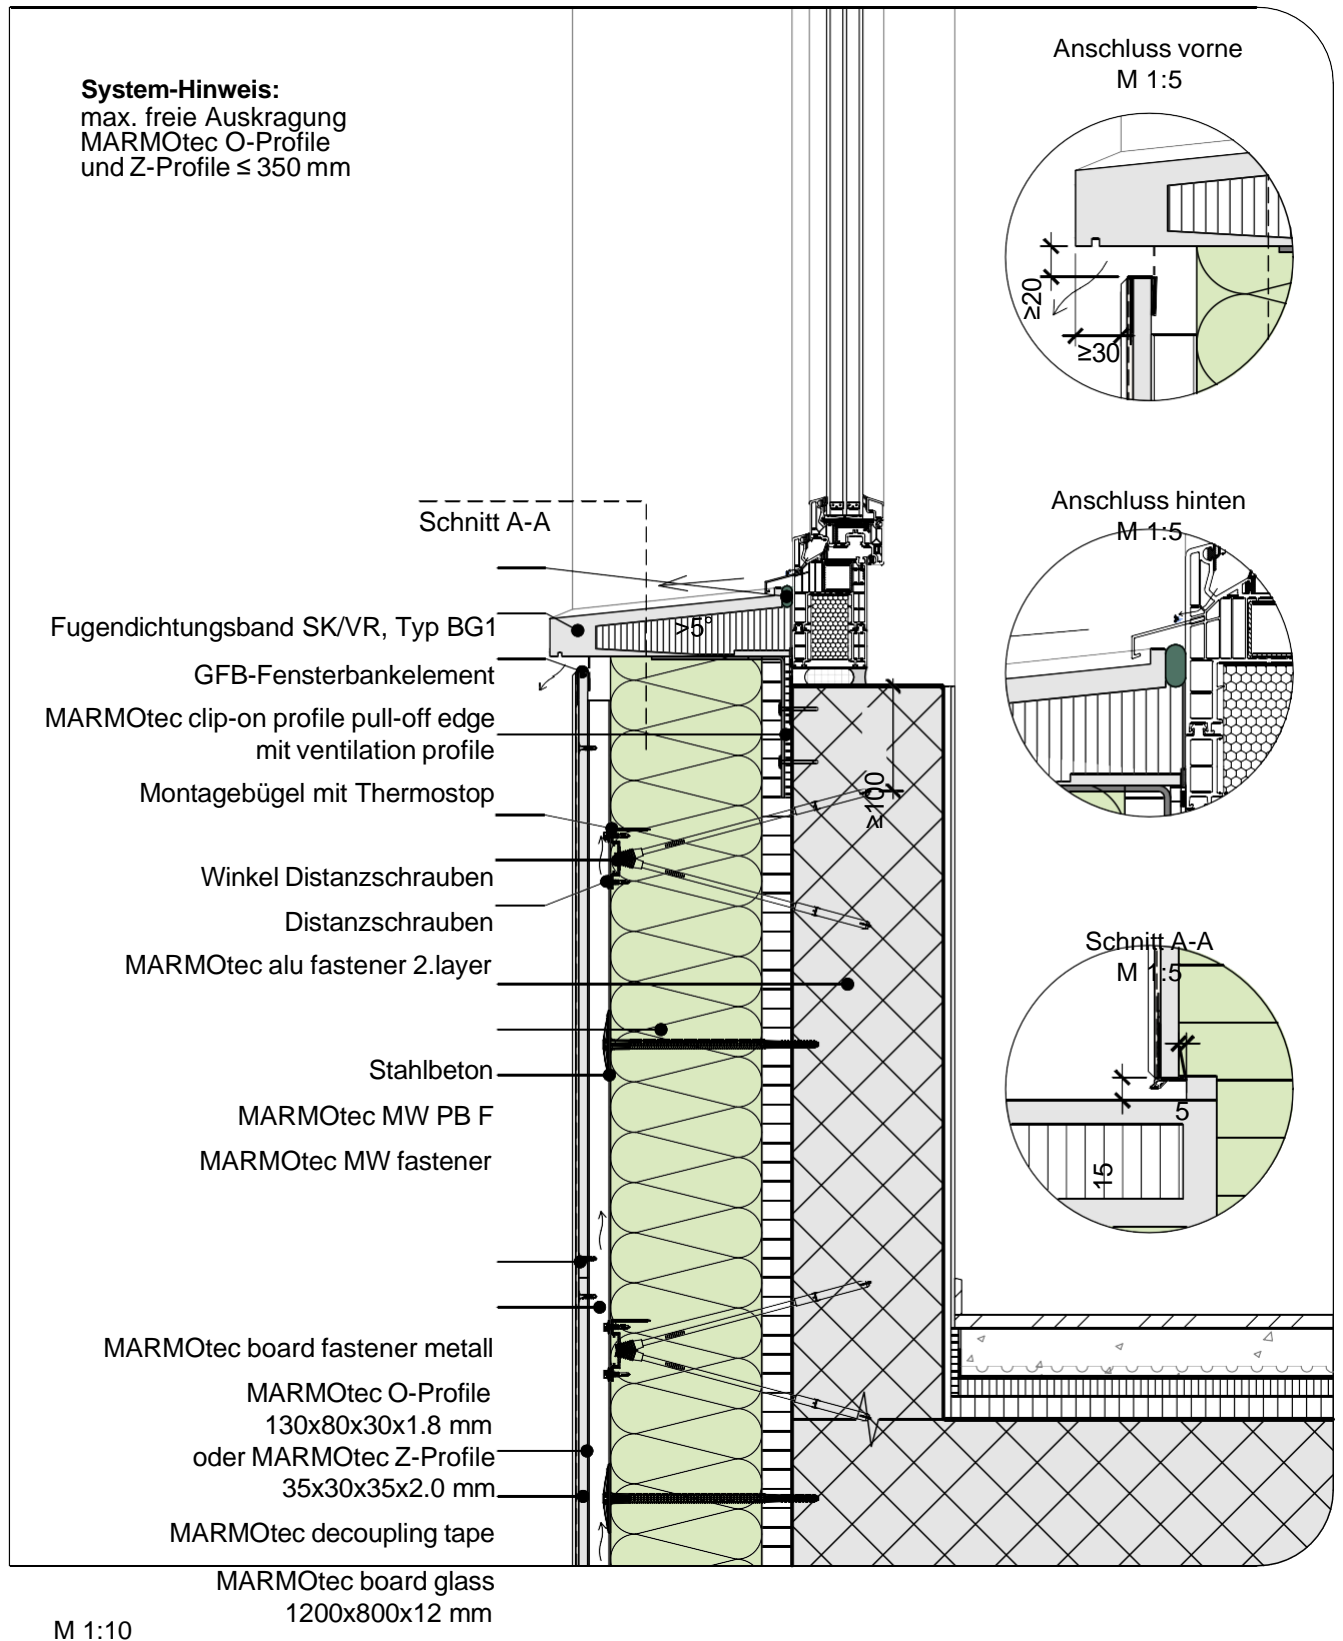 System-Hinweis:
max. freie Auskragung
MARMOtec O-Profile
und Z-Profile ≤ 350 mm
Anschluss vorne
M 1:5
≥20
≥30
Schnitt A-A
Anschluss hinten
M 1:5
>5°
Fugendichtungsband SK/VR, Typ BG1
GFB-Fensterbankelement
MARMOtec clip-on profile pull-off edge
mit ventilation profile
Montagebügel mit Thermostop
≥100
Winkel Distanzschrauben
Distanzschrauben
MARMOtec alu fastener 2.layer
Schnitt A-A
M 1:5
5
15
Stahlbeton
MARMOtec MW PB F
MARMOtec MW fastener
MARMOtec board fastener metall
MARMOtec O-Profile
130x80x30x1.8 mm
oder MARMOtec Z-Profile
35x30x35x2.0 mm
MARMOtec decoupling tape
MARMOtec board glass
1200x800x12 mm
M 1:10